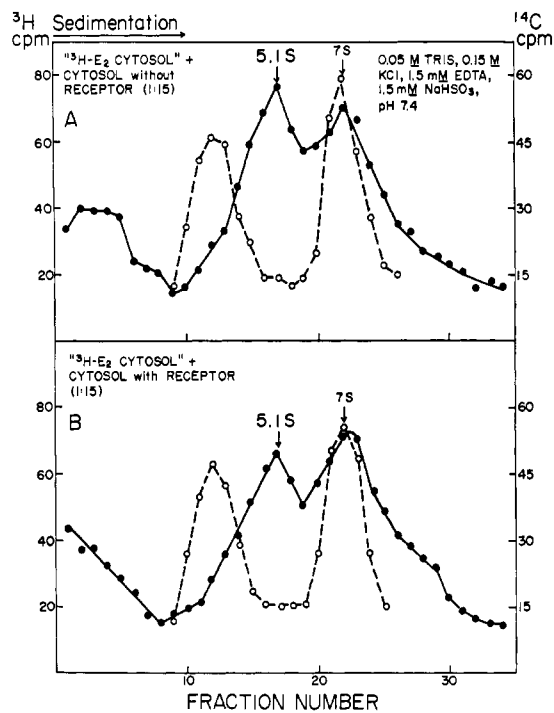 ³H Sedimentation ¹⁴C
cpm cpm
"³H-E₂ CYTOSOL" +
CYTOSOL without
RECEPTOR (1:15)
A
5.1S
7S
0.05 M TRIS, 0.15 M
KCl, 1.5 mM EDTA,
1.5 mM NaHSO₃,
pH 7.4
80
60
40
20
60
45
30
15
"³H-E₂ CYTOSOL" +
CYTOSOL with RECEPTOR
(1:15)
B
5.1S
7S
80
60
40
20
60
45
30
15
10 20 30
FRACTION NUMBER